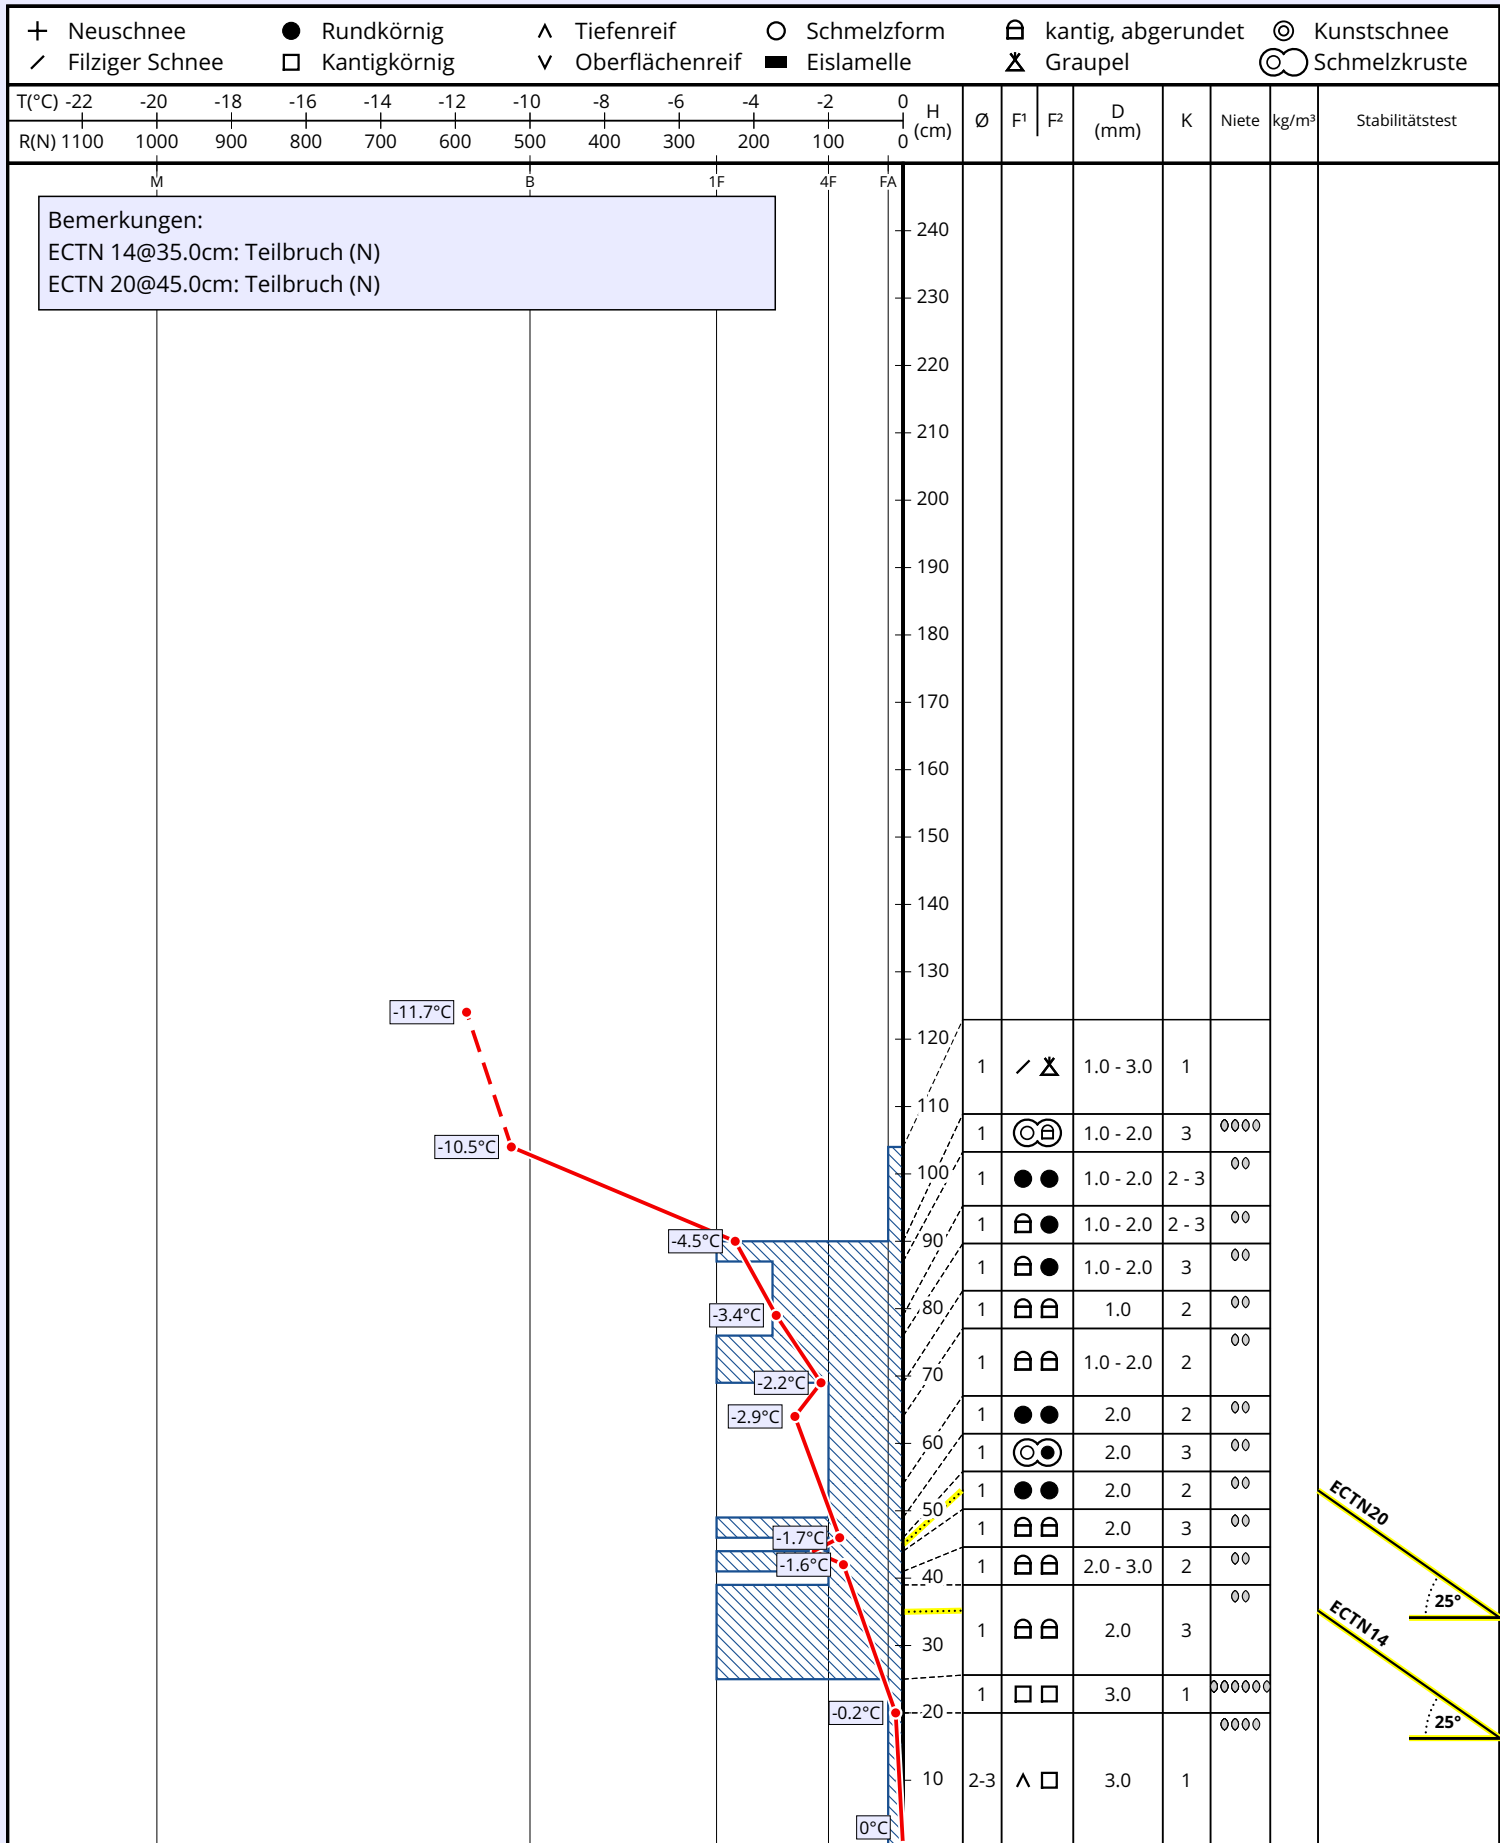 Neuschnee Rundkörnig Tiefenreif Schmelzform kantig, abgerundet Kunstschnee
Filziger Schnee Kantigkörnig Oberflächenreif Eislamelle Graupel Schmelzkruste
T(°C) -22 -20 -18 -16 -14 -12 -10 -8 -6 -4 -2 0
R(N) 1100 1000 900 800 700 600 500 400 300 200 100 0
H (cm) Ø F¹ F² D (mm) K Niete kg/m³ Stabilitätstest
M B 1F 4F FA
Bemerkungen:
ECTN 14@35.0cm: Teilbruch (N)
ECTN 20@45.0cm: Teilbruch (N)
240
230
220
210
200
190
180
170
160
150
140
130
-11.7°C
120
1 1.0 - 3.0 1
110
1 1.0 - 2.0 3
-10.5°C
100
1 1.0 - 2.0 2 - 3
1 1.0 - 2.0 2 - 3
-4.5°C
90
1 1.0 - 2.0 3
80
1 1.0 2
-3.4°C
1 1.0 - 2.0 2
70
-2.2°C
1 2.0 2
-2.9°C
60
1 2.0 3
1 2.0 2
50
ECTN20
1 2.0 3
-1.7°C
-1.6°C
1 2.0 - 3.0 2
40
25°
ECTN14
1 2.0 3
30
1 3.0 1
20
-0.2°C
25°
10
2-3 3.0 1
0°C